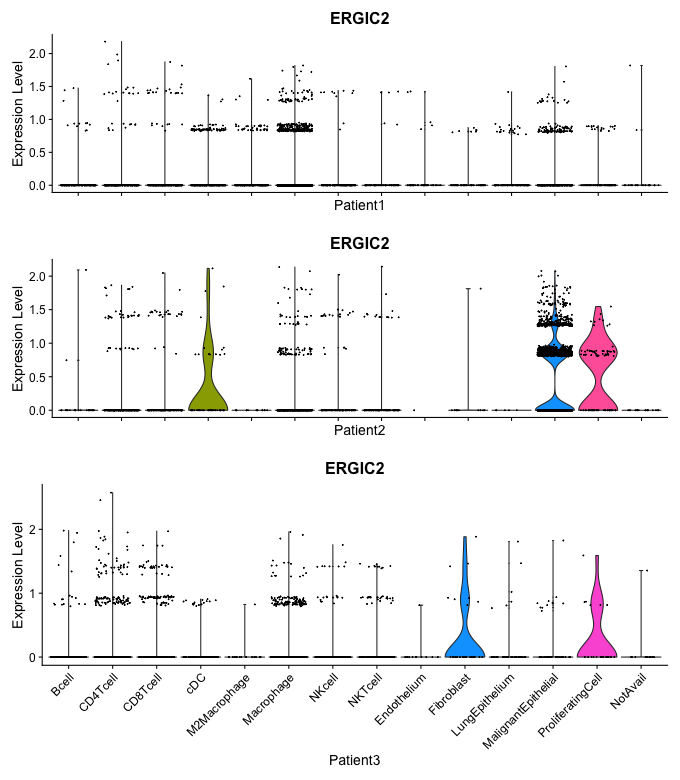 ERGIC2
Expression Level
2.0
1.5
1.0
0.5
0.0
Patient1
ERGIC2
Expression Level
2.0
1.5
1.0
0.5
0.0
Patient2
ERGIC2
Expression Level
2
1
0
Bcell
CD4Tcell
CD8Tcell
cDC
M2Macrophage
Macrophage
NKcell
NKTcell
Endothelium
Fibroblast
LungEpithelium
MalignantEpithelial
ProliferatingCell
NotAvail
Patient3